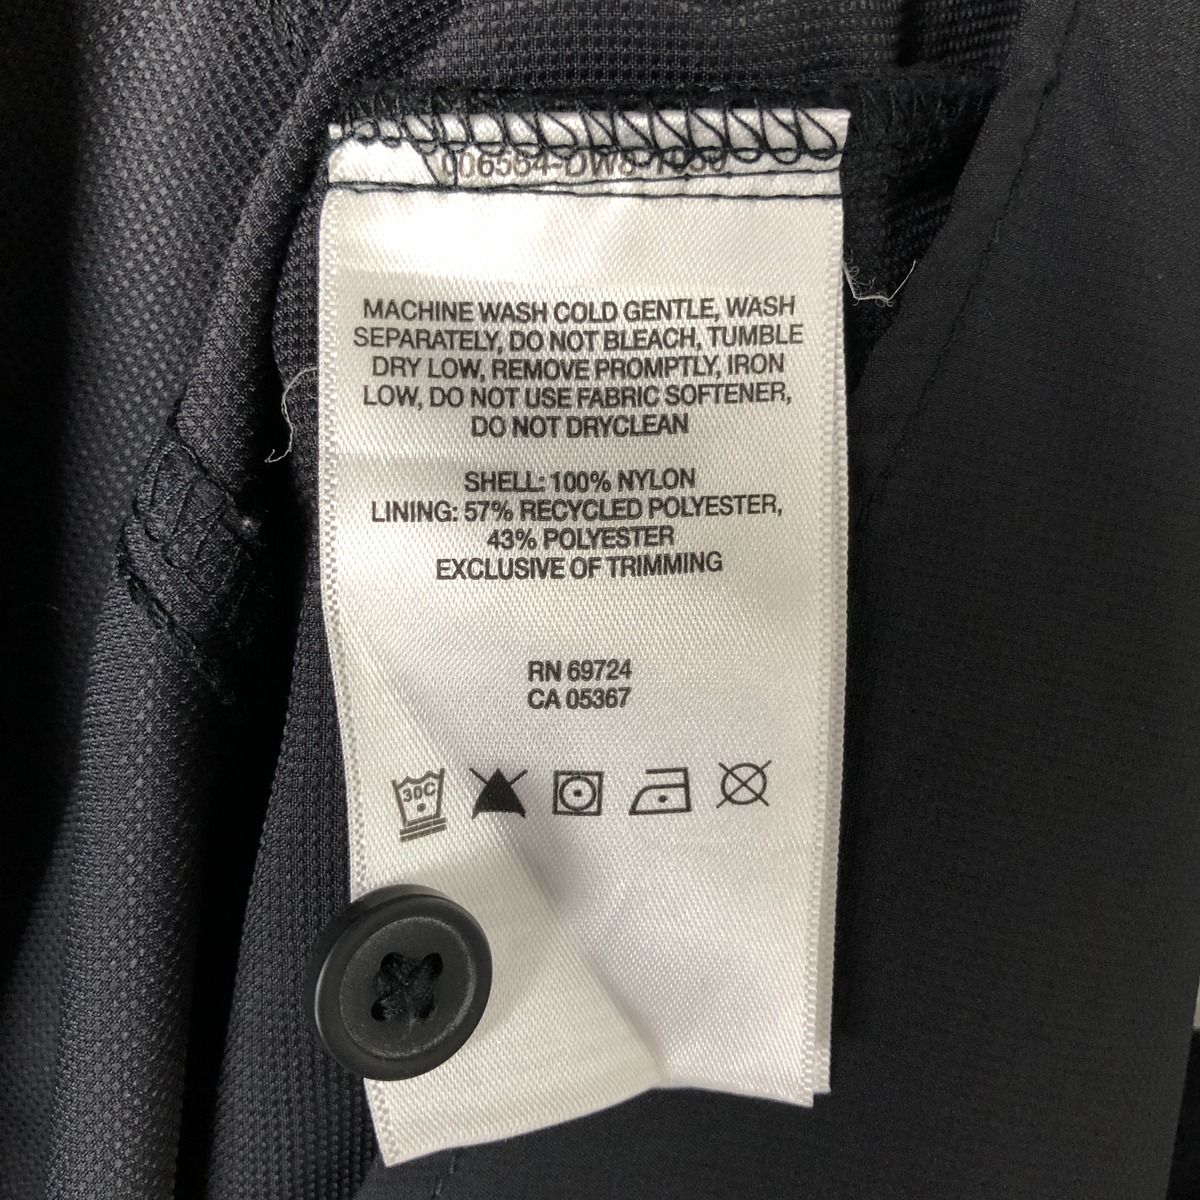 MACHINE WASH COLD GENTLE, WASH
SEPARATELY, DO NOT BLEACH, TUMBLE
DRY LOW, REMOVE PROMPTLY, IRON
LOW, DO NOT USE FABRIC SOFTENER,
DO NOT DRYCLEAN
SHELL: 100% NYLON
LINING: 57% RECYCLED POLYESTER,
43% POLYESTER
EXCLUSIVE OF TRIMMING
RN 69724
CA 05367
30C